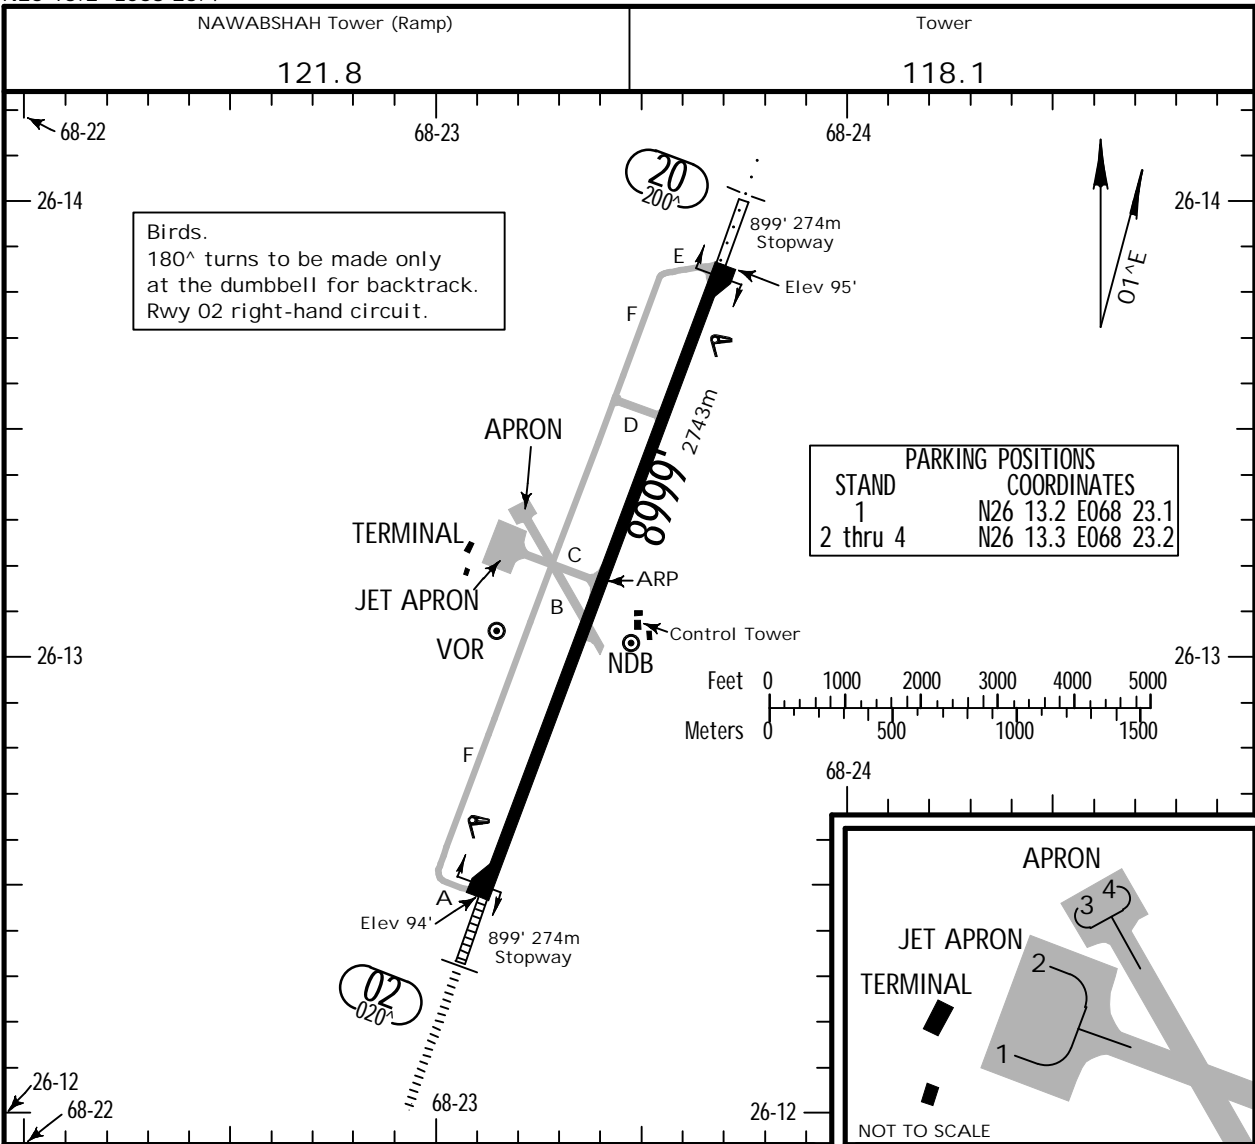 NAWABSHAH Tower (Ramp)
121.8
Tower
118.1
68-22
68-23
68-24
26-14
26-14
20
200^
899' 274m
Stopway
Birds.
180^ turns to be made only
at the dumbbell for backtrack.
Rwy 02 right-hand circuit.
01^E
E
Elev 95'
F
D
8999' 2743m
APRON
PARKING POSITIONS
STAND COORDINATES
1 N26 13.2 E068 23.1
2 thru 4 N26 13.3 E068 23.2
TERMINAL
C
ARP
JET APRON
B
Control Tower
VOR
NDB
26-13
26-13
Feet 0 1000 2000 3000 4000 5000
Meters 0 500 1000 1500
F
68-24
A
Elev 94'
899' 274m
Stopway
02
020^
APRON
3 4
JET APRON
2
TERMINAL
1
NOT TO SCALE
26-12
68-22
68-23
26-12